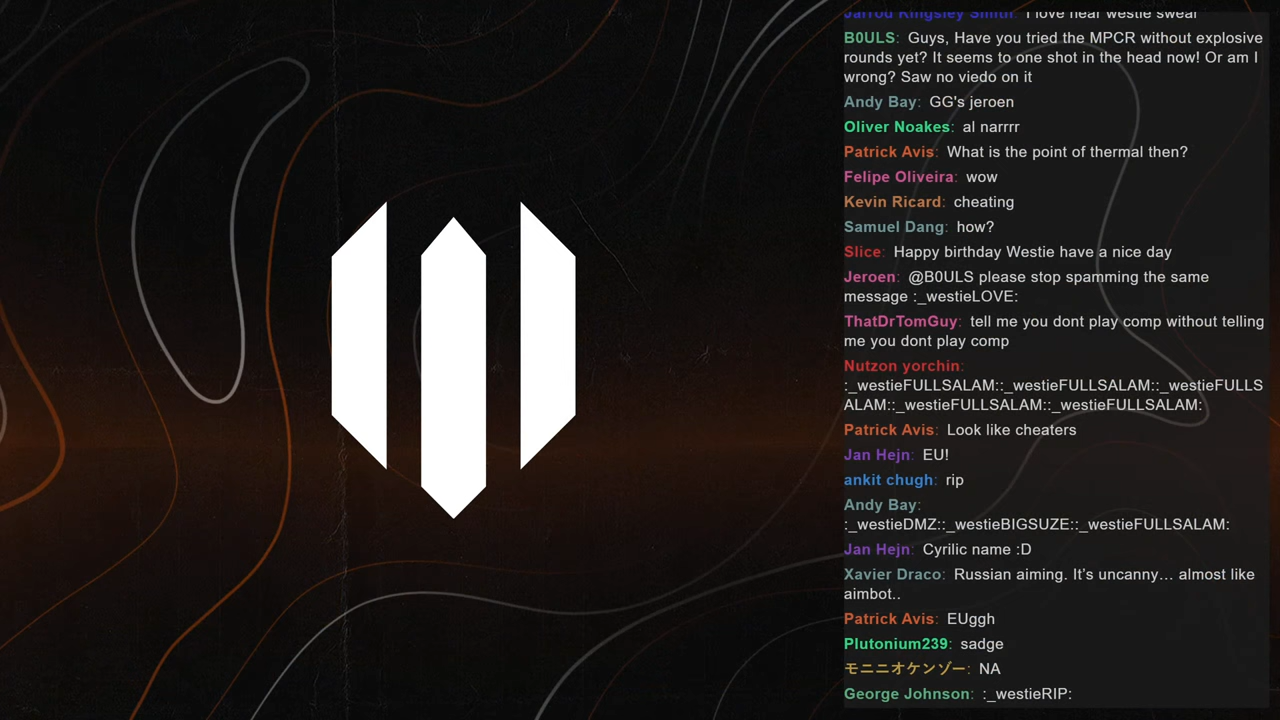 Jarrod Kingsley Smith: I love hear westie swear
B0ULS: Guys, Have you tried the MPCR without explosive
rounds yet? It seems to one shot in the head now! Or am I
wrong? Saw no viedo on it
Andy Bay: GG's jeroen
Oliver Noakes: al narrrr
Patrick Avis: What is the point of thermal then?
Felipe Oliveira: wow
Kevin Ricard: cheating
Samuel Dang: how?
Slice: Happy birthday Westie have a nice day
Jeroen: @B0ULS please stop spamming the same
message :_westieLOVE:
ThatDrTomGuy: tell me you dont play comp without telling
me you dont play comp
Nutzon yorchin:
:_westieFULLSALAM::_westieFULLSALAM::_westieFULLS
ALAM::_westieFULLSALAM::_westieFULLSALAM:
Patrick Avis: Look like cheaters
Jan Hejn: EU!
ankit chugh: rip
Andy Bay:
:_westieDMZ::_westieBIGSUZE::_westieFULLSALAM:
Jan Hejn: Cyrilic name :D
Xavier Draco: Russian aiming. It’s uncanny… almost like
aimbot..
Patrick Avis: EUggh
Plutonium239: sadge
モニニオケンゾー: NA
George Johnson: :_westieRIP: